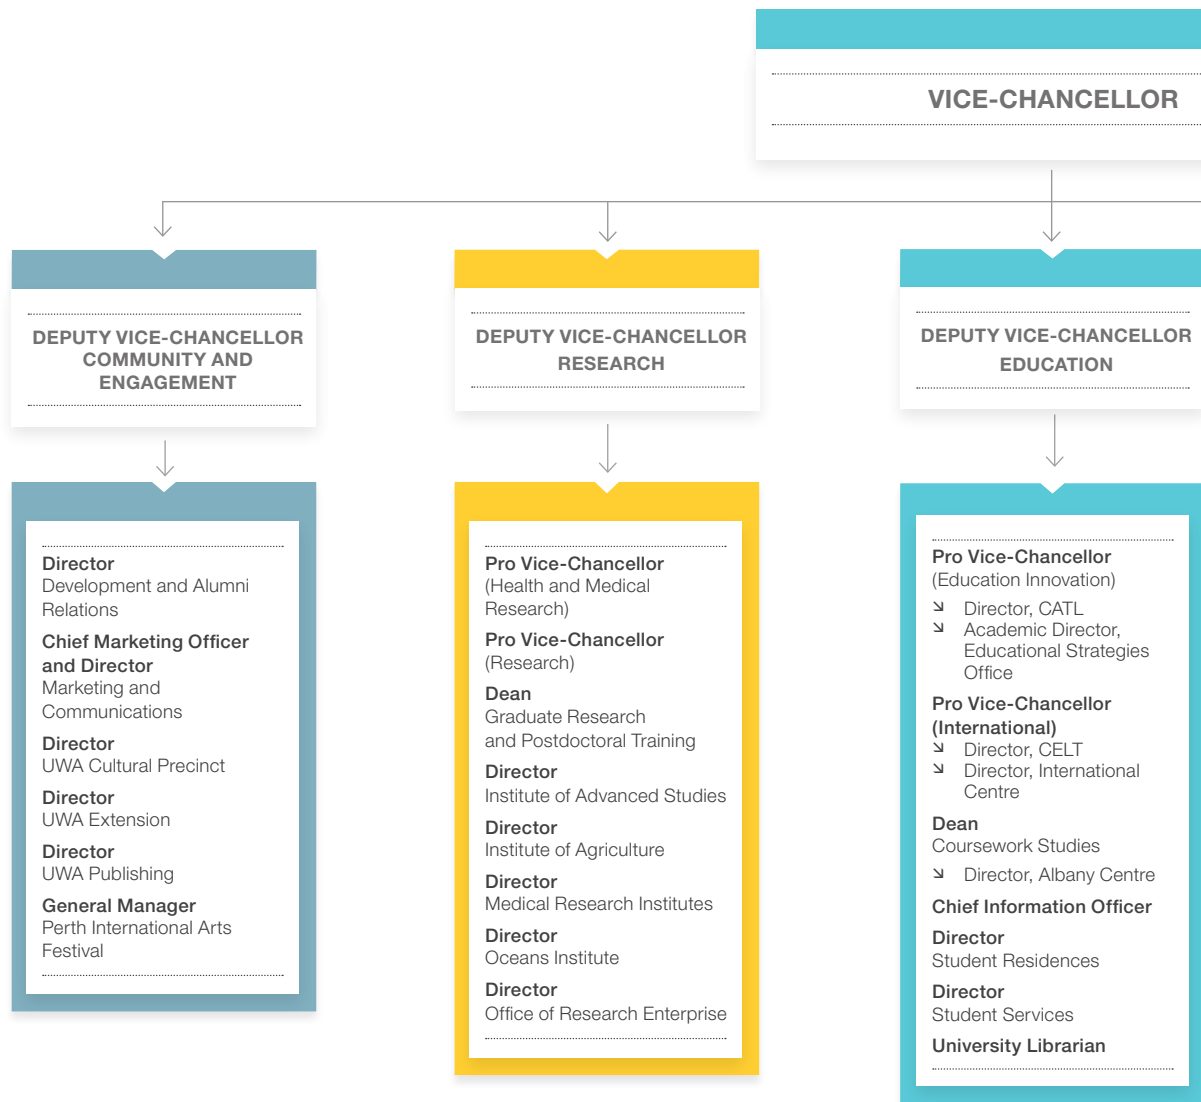 VICE-CHANCELLOR
DEPUTY VICE-CHANCELLOR
COMMUNITY AND
ENGAGEMENT
DEPUTY VICE-CHANCELLOR
RESEARCH
DEPUTY VICE-CHANCELLOR
EDUCATION
Director
Development and Alumni
Relations
Chief Marketing Officer
and Director
Marketing and
Communications
Director
UWA Cultural Precinct
Director
UWA Extension
Director
UWA Publishing
General Manager
Perth International Arts
Festival
Pro Vice-Chancellor
(Health and Medical
Research)
Pro Vice-Chancellor
(Research)
Dean
Graduate Research
and Postdoctoral Training
Director
Institute of Advanced Studies
Director
Institute of Agriculture
Director
Medical Research Institutes
Director
Oceans Institute
Director
Office of Research Enterprise
Pro Vice-Chancellor
(Education Innovation)
Director, CATL
Academic Director,
Educational Strategies
Office
Pro Vice-Chancellor
(International)
Director, CELT
Director, International
Centre
Dean
Coursework Studies
Director, Albany Centre
Chief Information Officer
Director
Student Residences
Director
Student Services
University Librarian